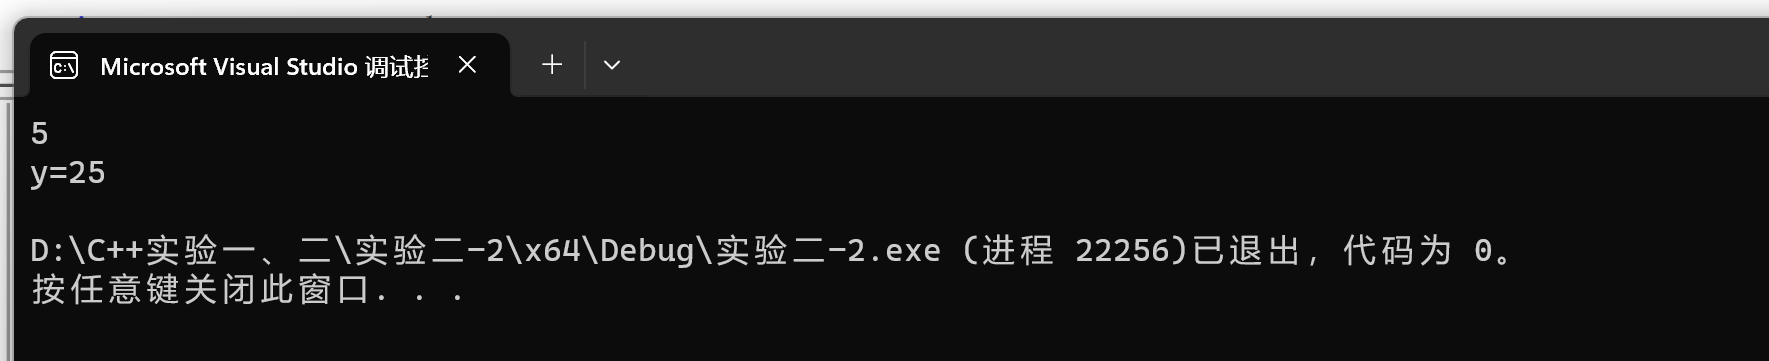 Microsoft Visual Studio 调试
5
y=25
D:\C++实验一、二\实验二-2\x64\Debug\实验二-2.exe (进程 22256)已退出，代码为 0。
按任意键关闭此窗口. . .